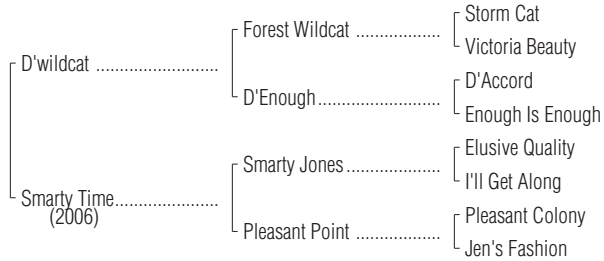 Storm Cat
Forest Wildcat ..................
Victoria Beauty
D'wildcat ..........................
D'Accord
D'Enough..........................
Enough Is Enough
Elusive Quality
Smarty Jones....................
I'll Get Along
Smarty Time......................
(2006)
Pleasant Colony
Pleasant Point ..................
Jen's Fashion